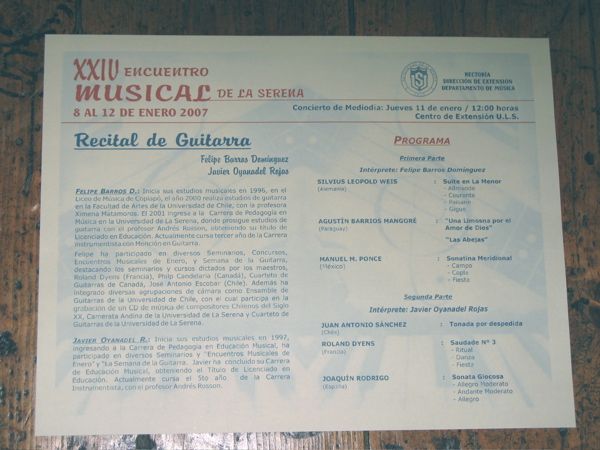 XXIV ENCUENTRO
MUSICAL DE LA SERENA
8 AL 12 DE ENERO 2007
RECTORÍA
DIRECCIÓN DE EXTENSIÓN
DEPARTAMENTO DE MÚSICA
Concierto de Mediodía: Jueves 11 de enero / 12:00 horas
Centro de Extensión U.L.S.
Recital de Guitarra
Felipe Barros Domínguez
Javier Oyanadel Rojas
FELIPE BARROS D.: Inicia sus estudios musicales en 1996, en el
Liceo de Música de Copiapó, el año 2000 realiza estudios de guitarra
en la Facultad de Artes de la Universidad de Chile, con la profesora
Ximena Matamoros. El 2001 ingresa a la Carrera de Pedagogía en
Música en la Universidad de La Serena, donde prosigue estudios de
guitarra con el profesor Andrés Rosson, obteniendo su título de
Licenciado en Educación. Actualmente cursa tercer año de la Carrera
Instrumentista con Mención en Guitarra.
Felipe ha participado en diversos Seminarios, Concursos,
Encuentros Musicales de Enero, y Semana de la Guitarra,
destacando los seminarios y cursos dictados por los maestros,
Roland Dyens (Francia), Philp Candelaria (Canadá), Cuarteto de
Guitarras de Canadá, José Antonio Escobar (Chile). Además ha
integrado diversas agrupaciones de cámara como Ensamble de
Guitarras de la Universidad de Chile, con el cual participa en la
grabación de un CD de música de compositores Chilenos del Siglo
XX, Camerata Andina de la Universidad de La Serena y Cuarteto de
Guitarras de la Universidad de La Serena.
JAVIER OYANADEL R.: Inicia sus estudios musicales en 1997,
ingresando a la Carrera de Pedagogía en Educación Musical, ha
participado en diversos Seminarios y "Encuentros Musicales de
Enero" y "La Semana de la Guitarra. Javier ha concluido su Carrera
de Educación Musical, obteniendo el Título de Licenciado en
Educación. Actualmente cursa el 5to año de la Carrera
Instrumentista, con el profesor Andrés Rosson.
PROGRAMA
Primera Parte
Intérprete: Felipe Barros Domínguez
SILVIUS LEOPOLD WEIS : Suite en La Menor
(Alemania) - Allmande
- Courante
- Paisane
- Gigue
AGUSTÍN BARRIOS MANGORÉ : "Una Limosna por el
(Paraguay) Amor de Dios"
"Las Abejas"
MANUEL M. PONCE : Sonatina Meridional
(México) - Campo
- Copla
- Fiesta
Segunda Parte
Intérprete: Javier Oyanadel Rojas
JUAN ANTONIO SÁNCHEZ : Tonada por despedida
(Chile)
ROLAND DYENS : Saudade Nº 3
(Francia) - Ritual
- Danza
- Fiesta
JOAQUÍN RODRIGO : Sonata Giocosa
(España) - Allegro Moderato
- Andante Moderato
- Allegro